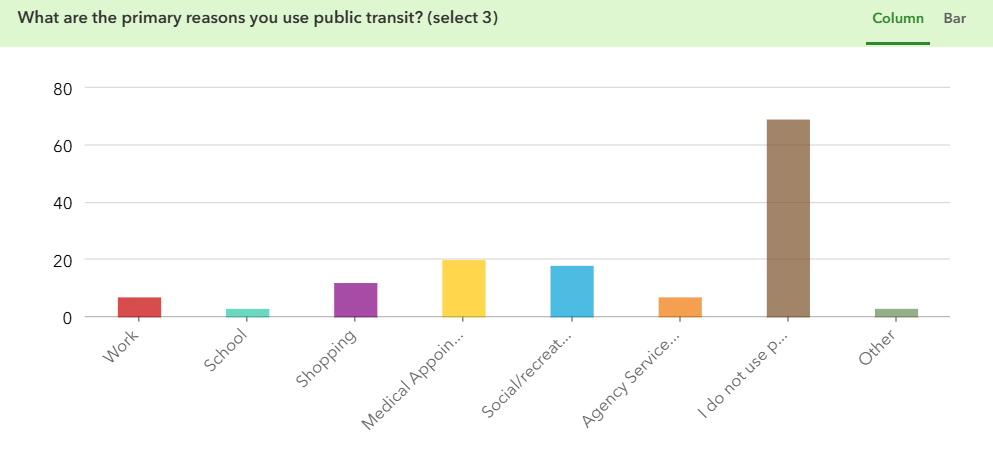 What are the primary reasons you use public transit? (select 3)
Column
Bar
80
60
40
20
0
Work
School
Shopping
Medical Appoin...
Social/recreat...
Agency Service...
I do not use p...
Other